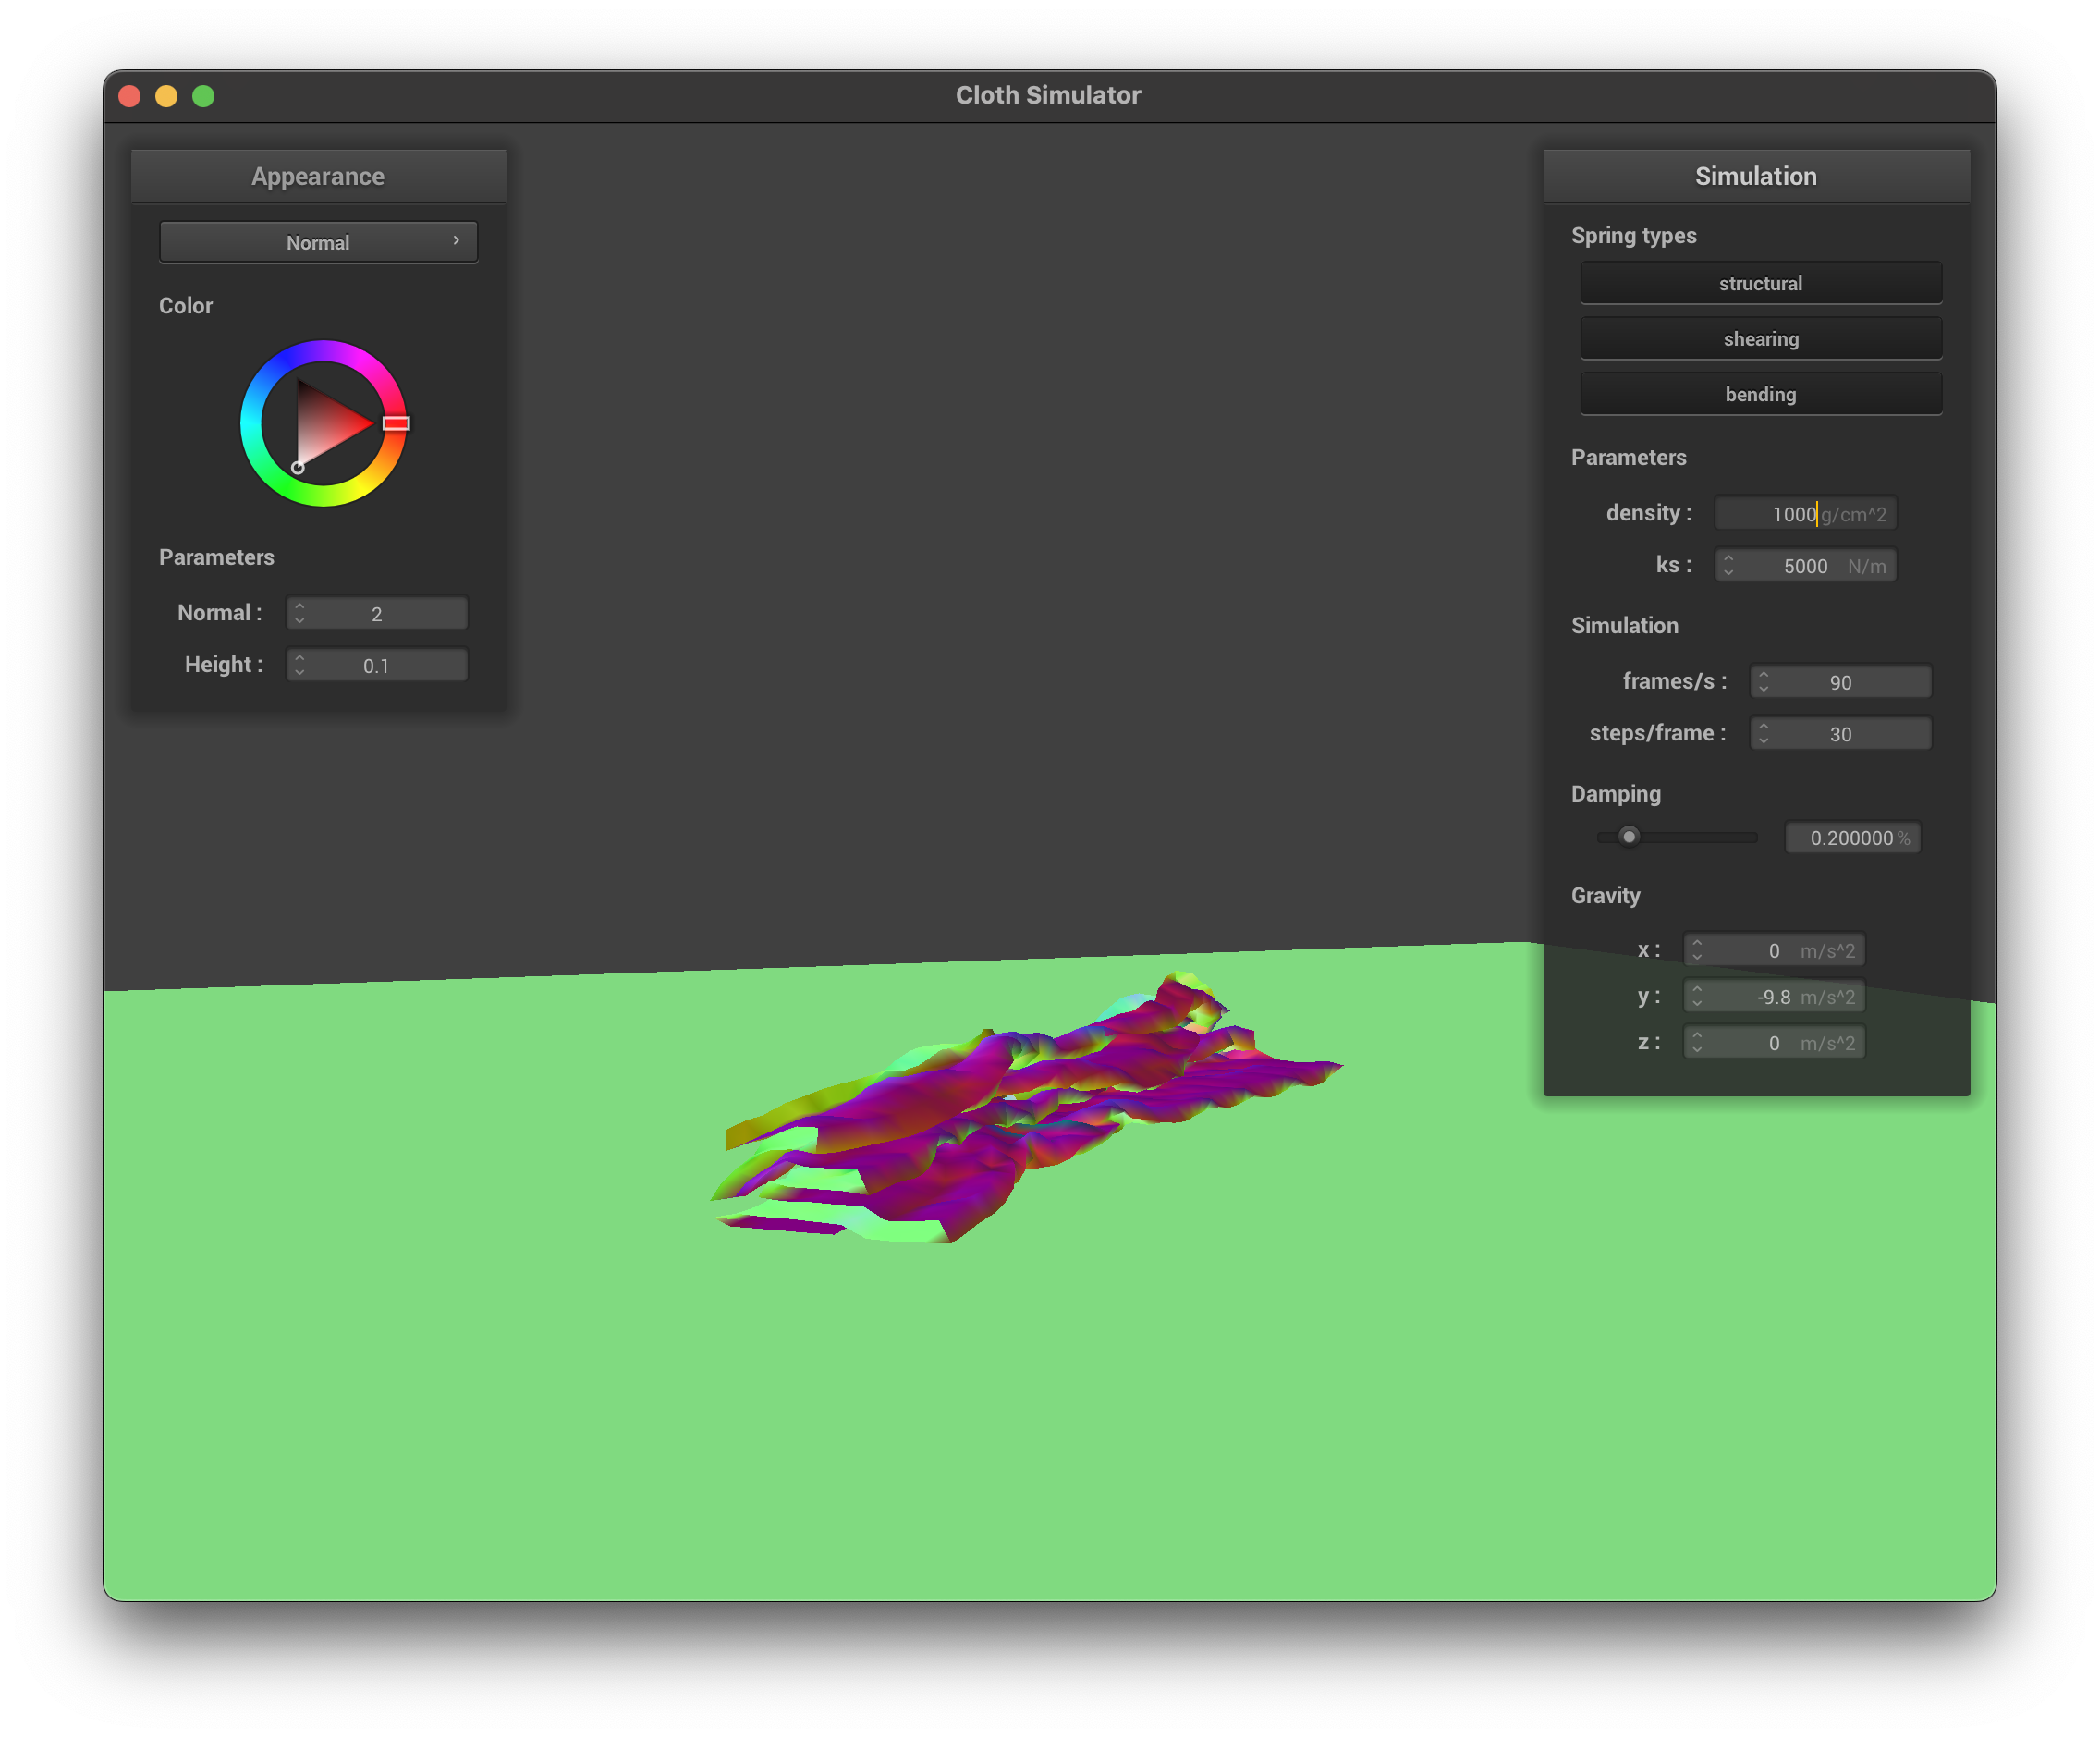 Cloth Simulator
Appearance
Normal
Color
Parameters
Normal :
2
Height :
0.1
Simulation
Spring types
structural
shearing
bending
Parameters
density :
1000 g/cm^2
ks :
5000 N/m
Simulation
frames/s :
90
steps/frame :
30
Damping
0.200000 %
Gravity
x :
0 m/s^2
y :
-9.8 m/s^2
z :
0 m/s^2